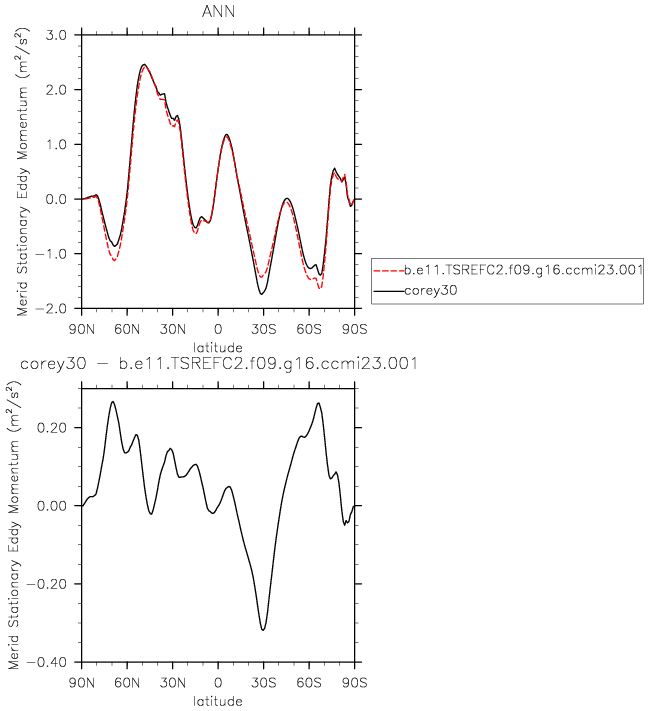 ANN
Merid Stationary Eddy Momentum (m²/s²)
3.0
2.0
1.0
0.0
−1.0
−2.0
90N 60N 30N 0 30S 60S 90S
latitude
b.e11.TSREFC2.f09.g16.ccmi23.001
corey30
corey30 − b.e11.TSREFC2.f09.g16.ccmi23.001
Merid Stationary Eddy Momentum (m²/s²)
0.20
0.00
−0.20
−0.40
90N 60N 30N 0 30S 60S 90S
latitude